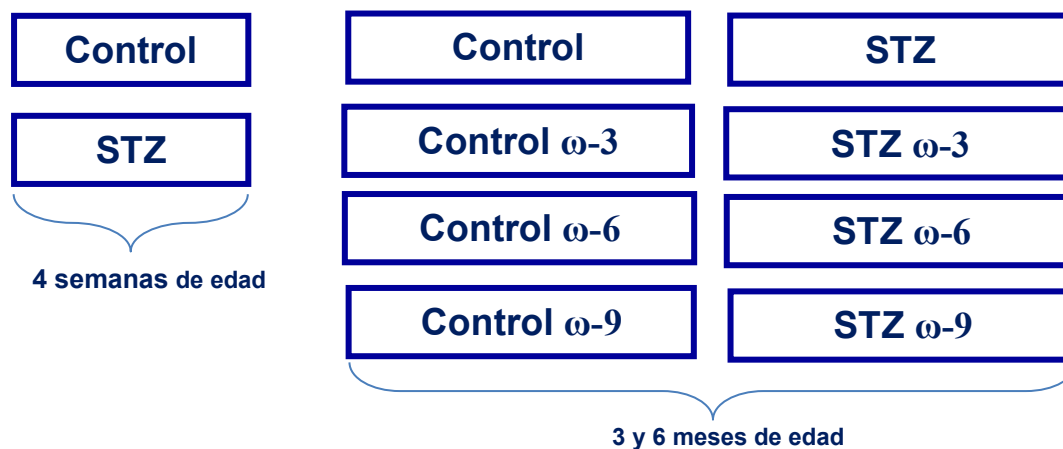 Control
STZ
4 semanas de edad
Control
STZ
Control ω-3
STZ ω-3
Control ω-6
STZ ω-6
Control ω-9
STZ ω-9
3 y 6 meses de edad